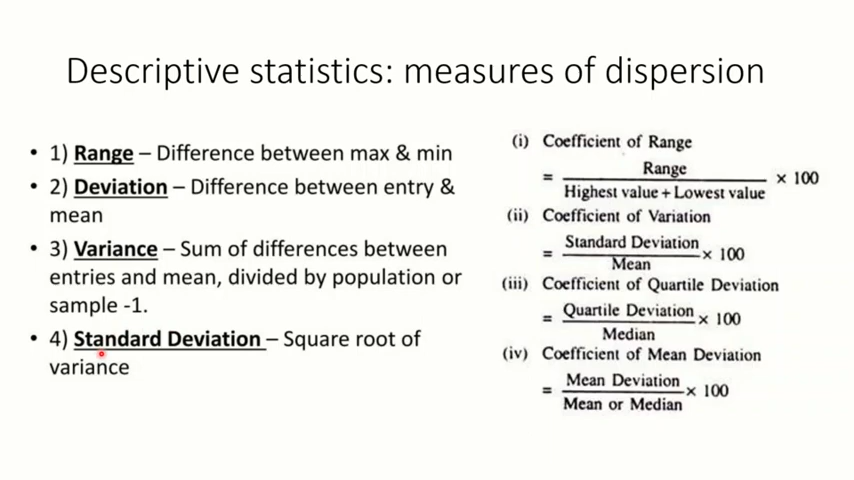 Descriptive statistics: measures of dispersion
• 1) Range – Difference between max & min
• 2) Deviation – Difference between entry &
mean
• 3) Variance – Sum of differences between
entries and mean, divided by population or
sample -1.
• 4) Standard Deviation – Square root of
variance
(i) Coefficient of Range
= Range / Highest value + Lowest value × 100
(ii) Coefficient of Variation
= Standard Deviation / Mean × 100
(iii) Coefficient of Quartile Deviation
= Quartile Deviation / Median × 100
(iv) Coefficient of Mean Deviation
= Mean Deviation / Mean or Median × 100